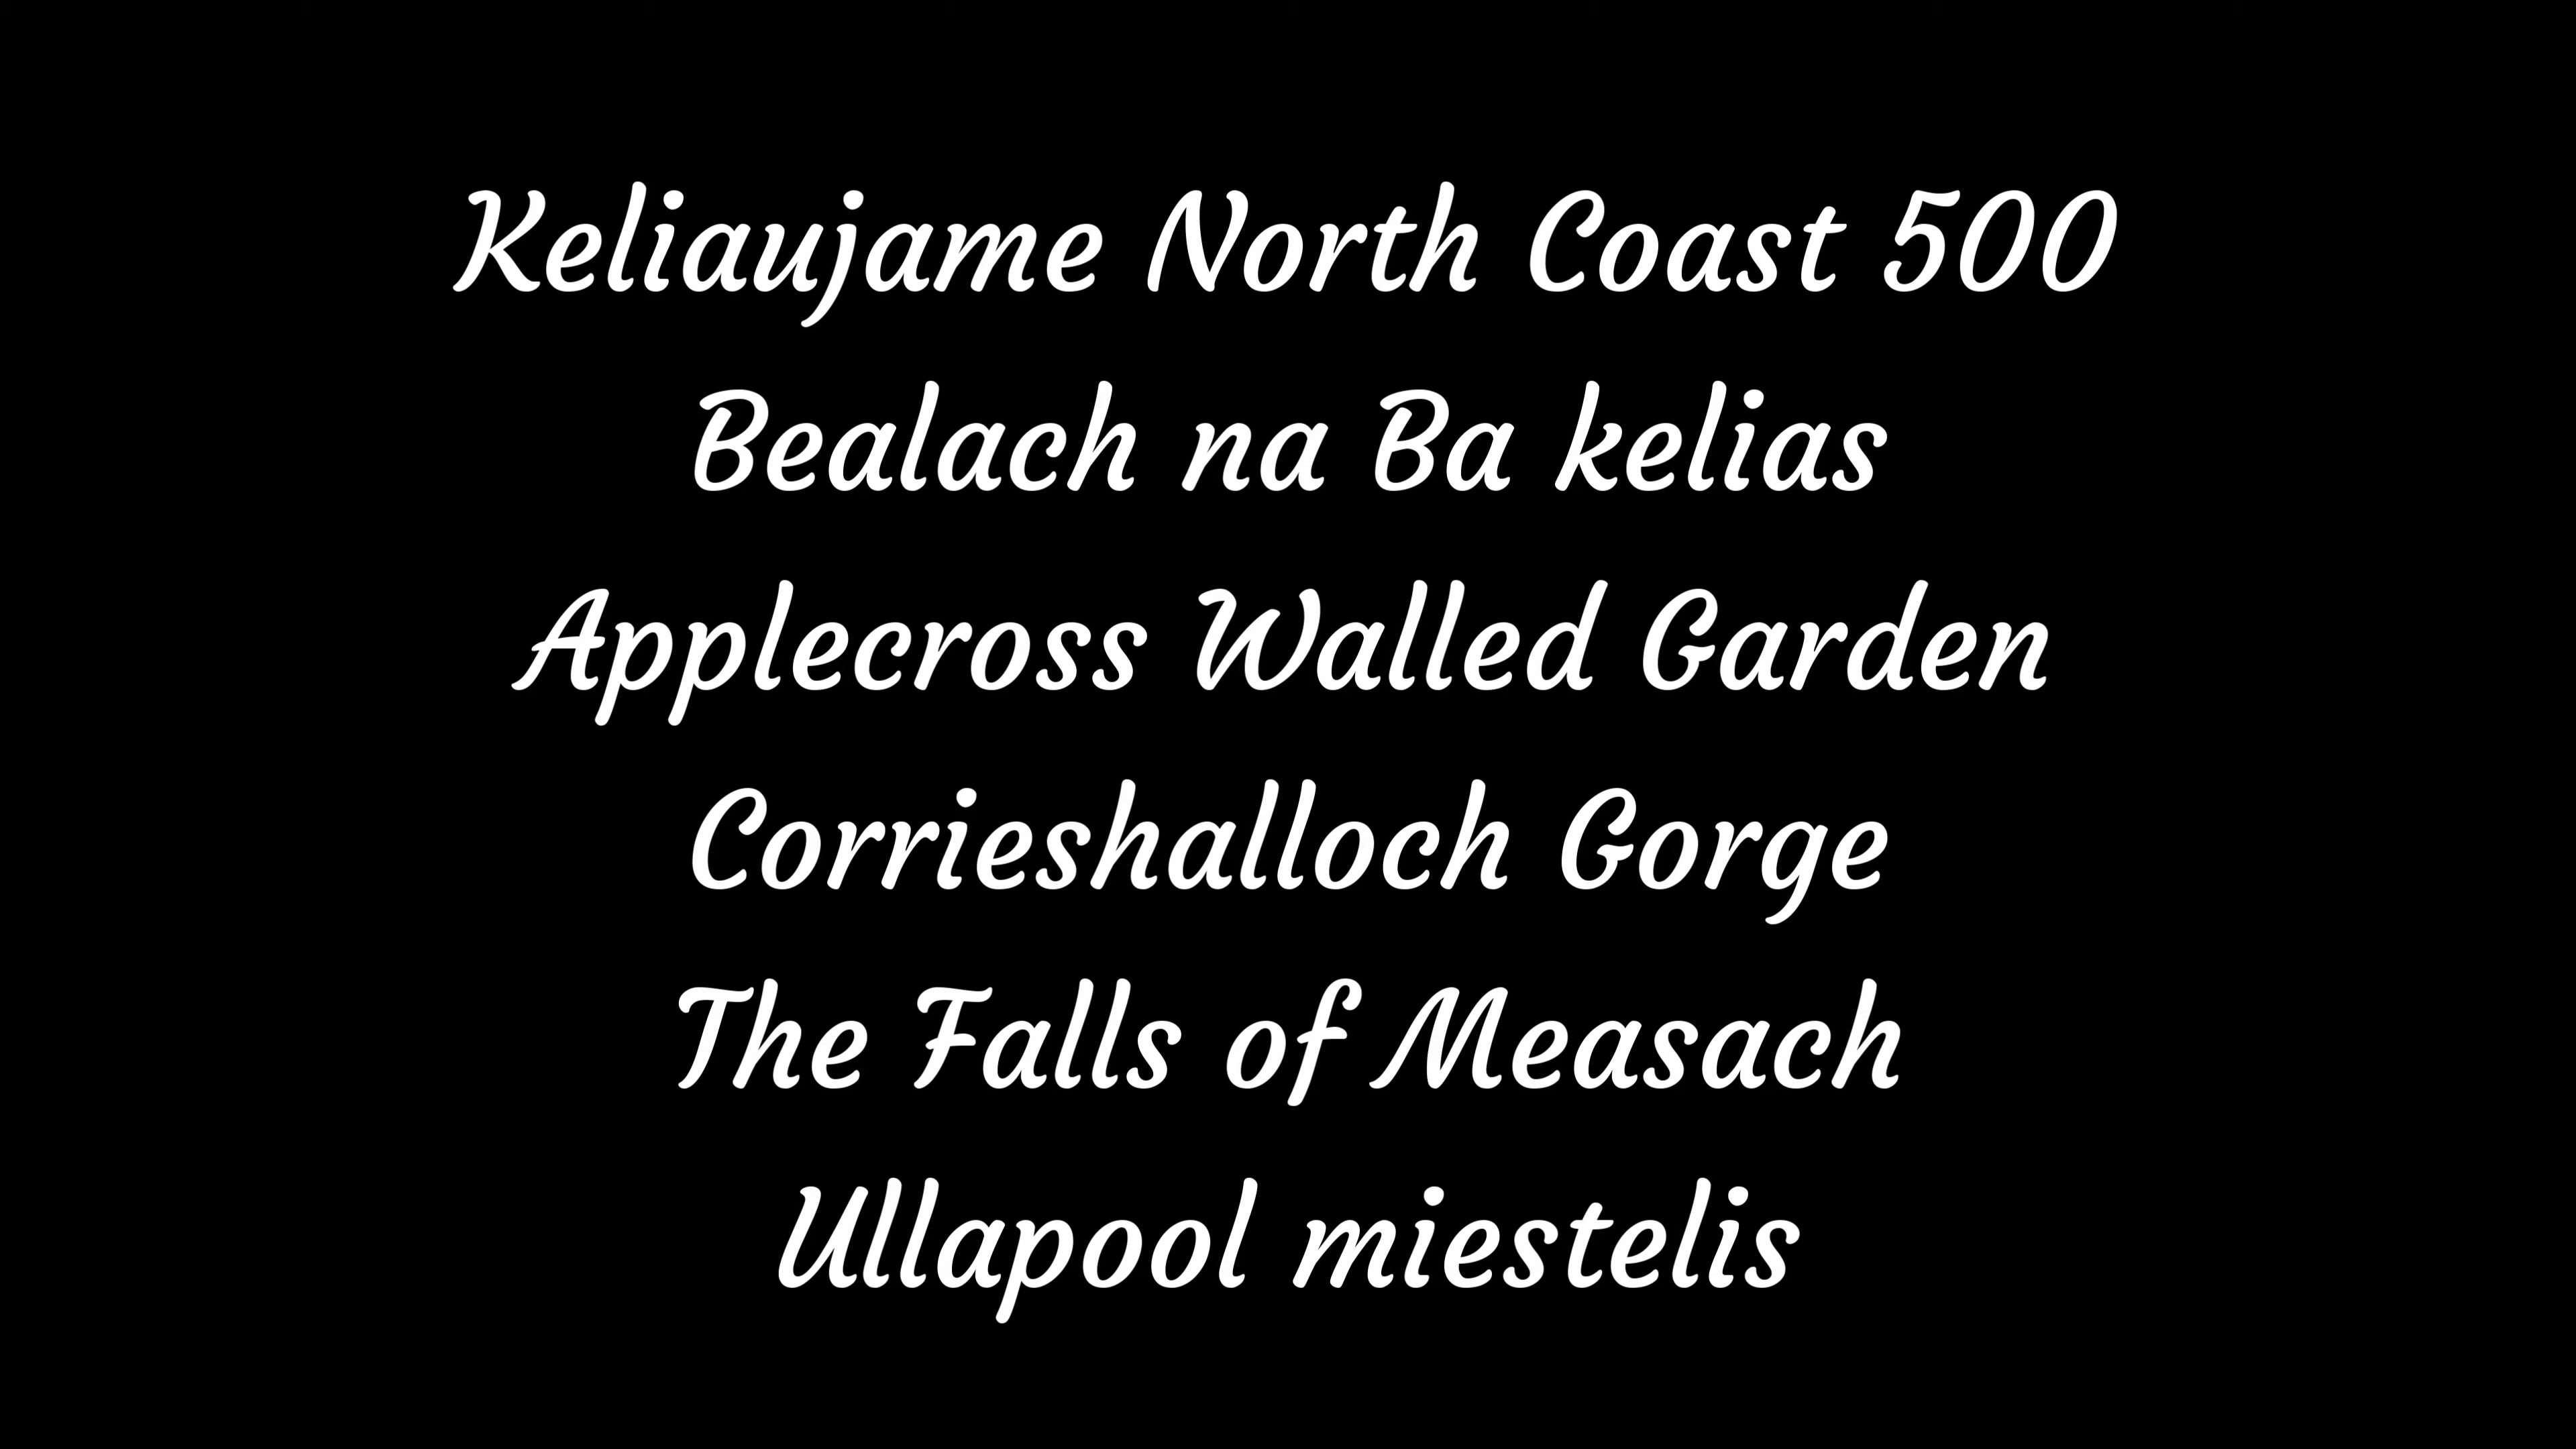 Keliaujame North Coast 500
Bealach na Ba kelias
Applecross Walled Garden
Corrieshalloch Gorge
The Falls of Measach
Ullapool miestelis